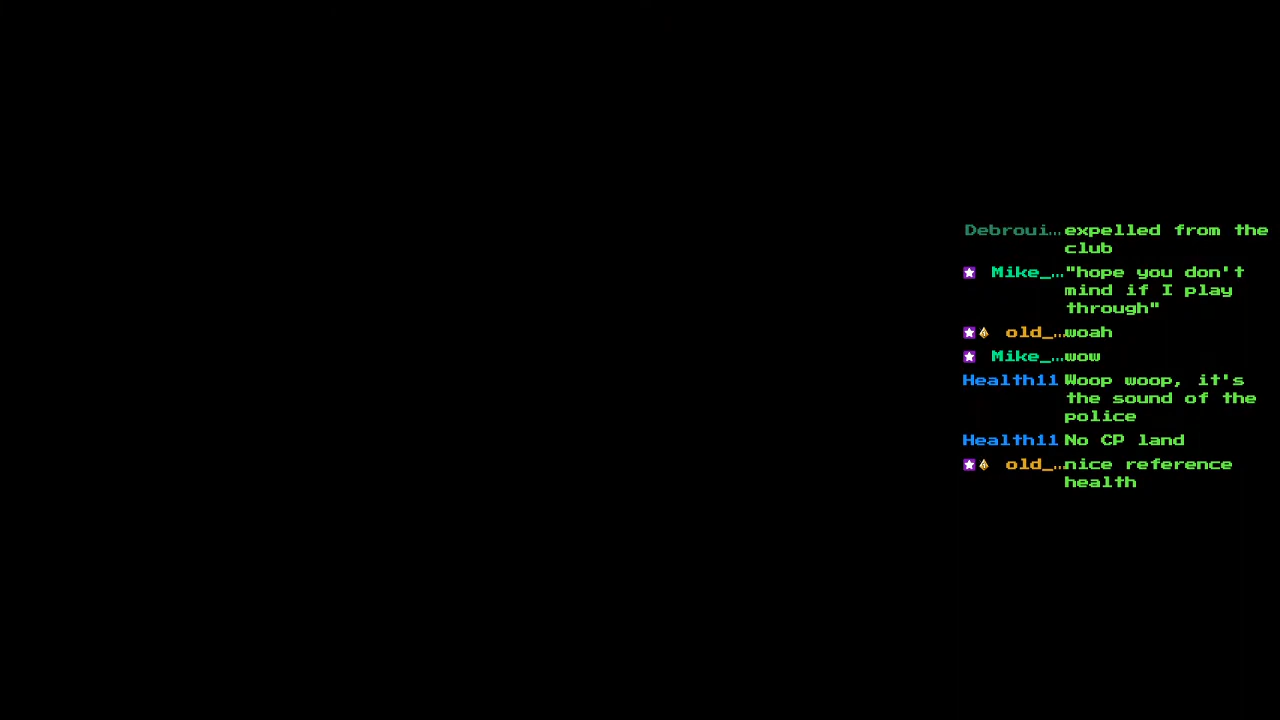 Debroui… expelled from the
club
Mike_… "hope you don't
mind if I play
through"
old_… woah
Mike_… wow
Health11 Woop woop, it's
the sound of the
police
Health11 No CP land
old_… nice reference
health